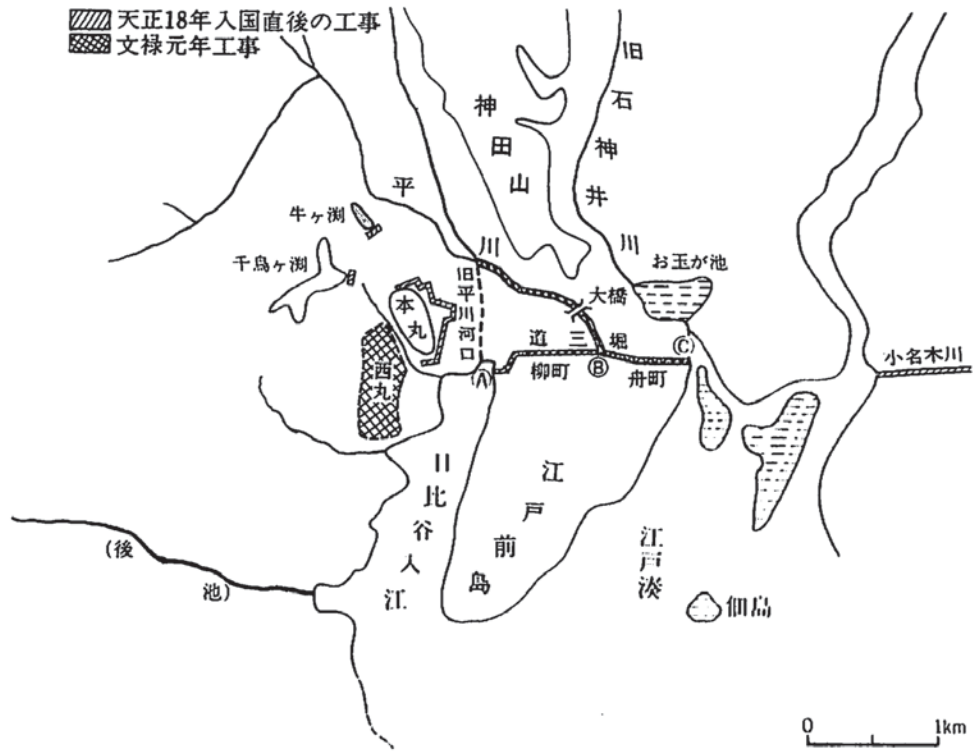 天正18年入国直後の工事
文禄元年工事
旧石神井川
神田山
平川
牛ヶ渊
千鳥ヶ渊
お玉が池
大橋
本丸
旧平川河口
道三堀
Ⓐ
柳町
Ⓑ
舟町
Ⓒ
小名木川
西丸
日比谷入江
江戸前島
江戸湊
佃島
(後池)
0 1km